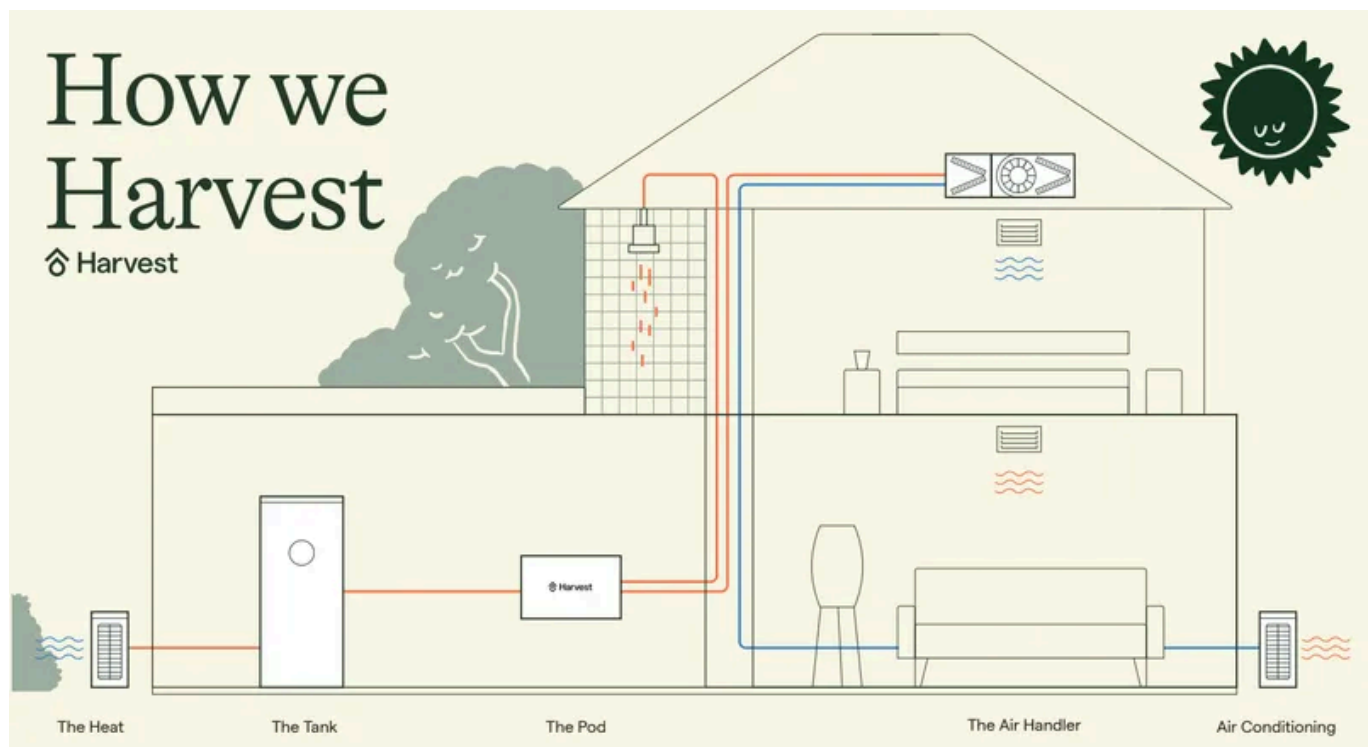 How we
Harvest
Harvest
Harvest
The Heat
The Tank
The Pod
The Air Handler
Air Conditioning